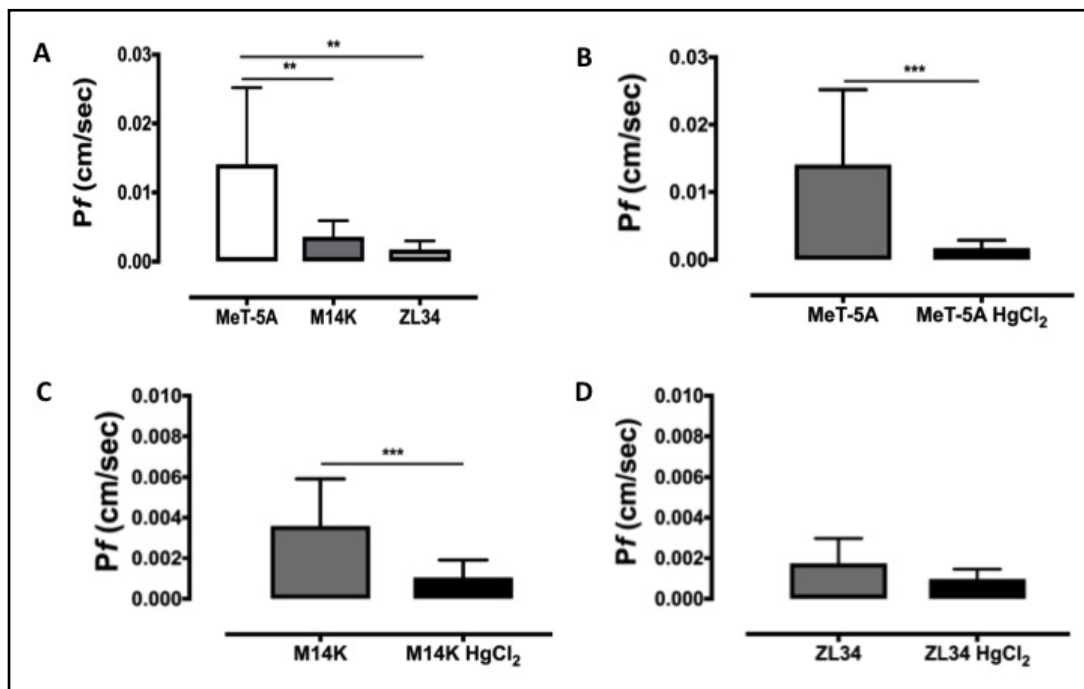 A
Pf (cm/sec)
**
**
0.03
0.02
0.01
0.00
MeT-5A M14K ZL34
B
Pf (cm/sec)
***
0.03
0.02
0.01
0.00
MeT-5A MeT-5A HgCl₂
C
Pf (cm/sec)
***
0.010
0.008
0.006
0.004
0.002
0.000
M14K M14K HgCl₂
D
Pf (cm/sec)
0.010
0.008
0.006
0.004
0.002
0.000
ZL34 ZL34 HgCl₂